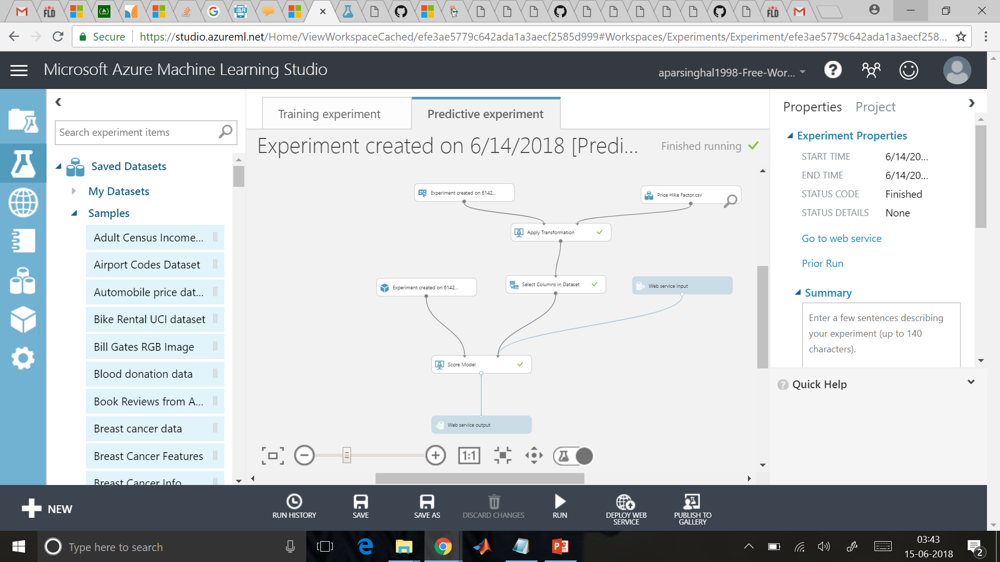 Secure
https://studio.azureml.net/Home/ViewWorkspaceCached/efe3ae5779c642ada1a3aecf2585d999#Workspaces/Experiments/Experiment/efe3ae5779c642ada1a3aecf258...
Microsoft Azure Machine Learning Studio
aparsinghal1998-Free-Wor...
Search experiment items
Saved Datasets
My Datasets
Samples
Adult Census Income...
Airport Codes Dataset
Automobile price dat...
Bike Rental UCI dataset
Bill Gates RGB Image
Blood donation data
Book Reviews from A...
Breast cancer data
Breast Cancer Features
Breast Cancer Info
Training experiment
Predictive experiment
Experiment created on 6/14/2018 [Predi...
Finished running
Experiment created on 6142...
Price Hike Factor.csv
Apply Transformation
Experiment created on 6142...
Select Columns in Dataset
Web service input
Score Model
Web service output
1:1
Properties
Project
Experiment Properties
START TIME 6/14/20...
END TIME 6/14/20...
STATUS CODE Finished
STATUS DETAILS None
Go to web service
Prior Run
Summary
Enter a few sentences describing
your experiment (up to 140
characters).
Quick Help
NEW
RUN HISTORY
SAVE
SAVE AS
DISCARD CHANGES
RUN
DEPLOY WEB
SERVICE
PUBLISH TO
GALLERY
Type here to search
03:43
15-06-2018
2